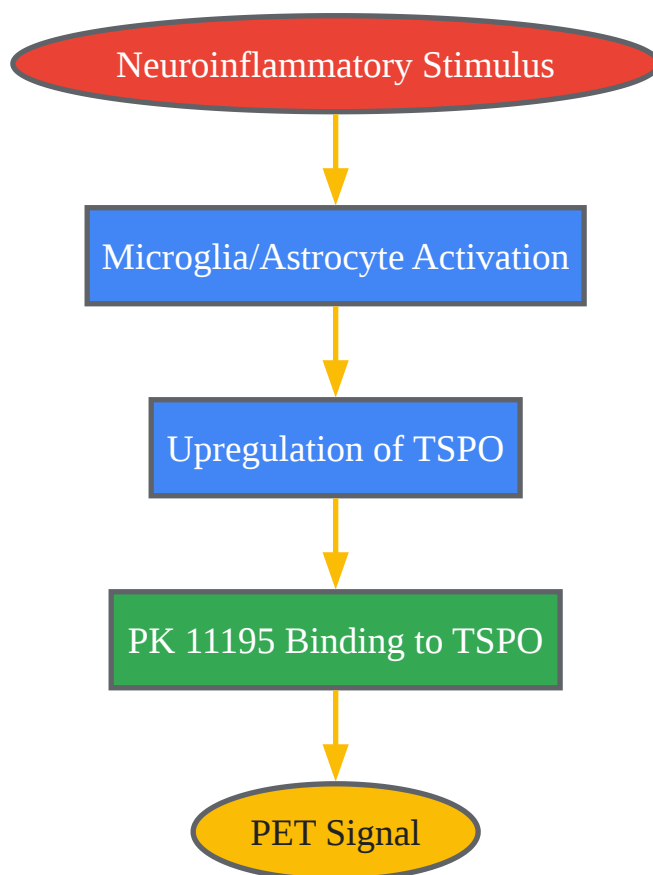 Neuroinflammatory Stimulus
Microglia/Astrocyte Activation
Upregulation of TSPO
PK 11195 Binding to TSPO
PET Signal